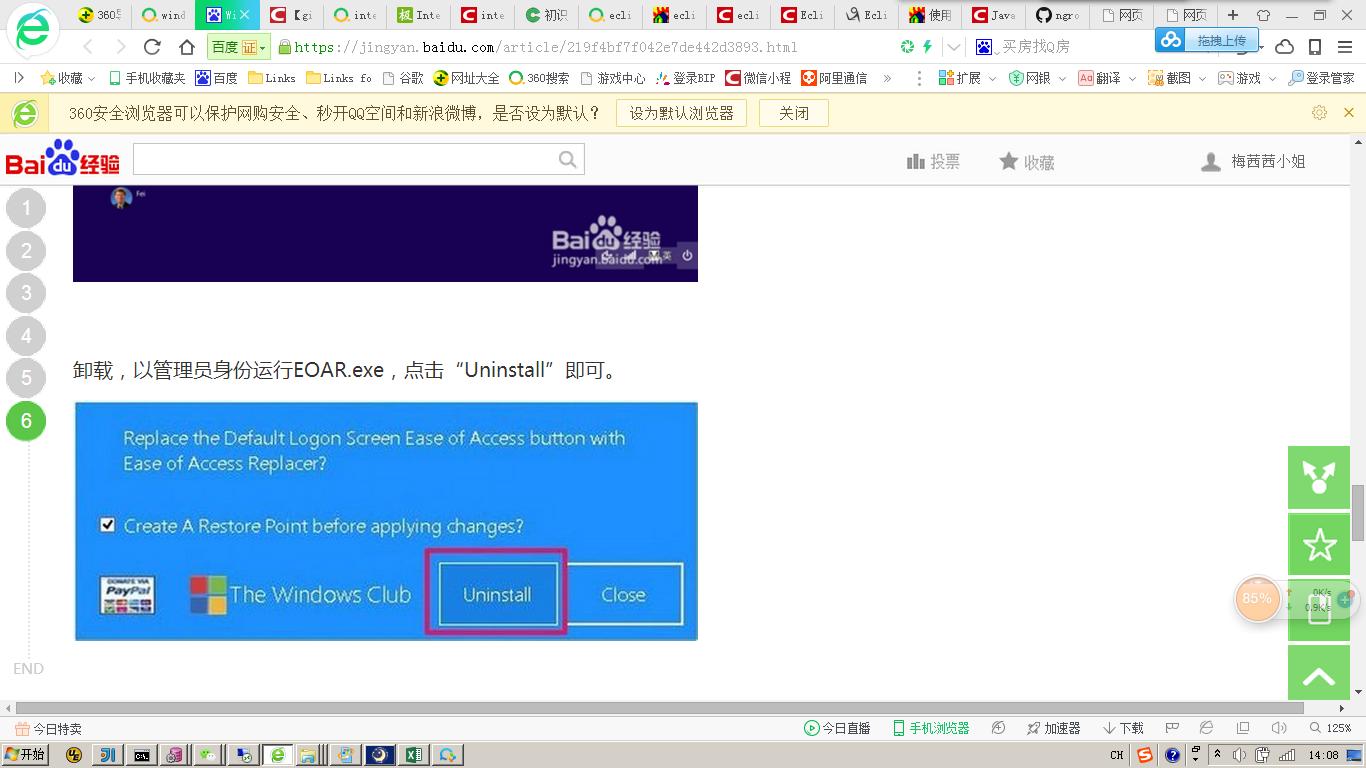 360导 wind Wi 【gi inte Inte inte 初识 ecli ecli ecli Ecli Ecli 使用 Java ngro 网页 网页
百度 证 https://jingyan.baidu.com/article/219f4bf7f042e7de442d3893.html 买房找Q房 拖拽上传
收藏 手机收藏夹 百度 Links Links fo 谷歌 网址大全 360搜索 游戏中心 登录BIP 微信小程 阿里通信 » 扩展 网银 Aa 翻译 截图 游戏 登录管家
360安全浏览器可以保护网购安全、秒开QQ空间和新浪微博，是否设为默认？ 设为默认浏览器 关闭
Bai du 经验 投票 收藏 梅茜茜小姐
1
Fei
2
Bai du 经验
jingyan.baidu.com 英
3
4
卸载，以管理员身份运行EOAR.exe，点击“Uninstall”即可。
5
6
Replace the Default Logon Screen Ease of Access button with
Ease of Access Replacer?
Create A Restore Point before applying changes?
DONATE VIA
PayPal
The Windows Club Uninstall Close
85% 0K/s
0.9K/s
END
今日特卖 今日直播 手机浏览器 加速器 下载 125%
开始 CH 14:08